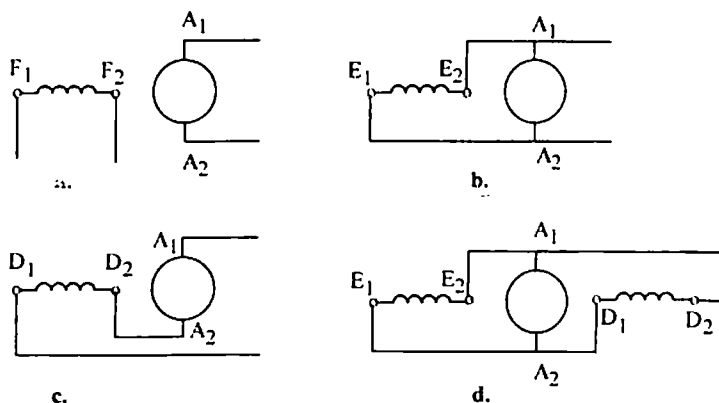 A₁
F₁ F₂
A₂
a.
A₁
E₁ E₂
A₂
b.
A₁
D₁ D₂
A₂
c.
A₁
E₁ E₂
D₁ D₂
A₂
d.